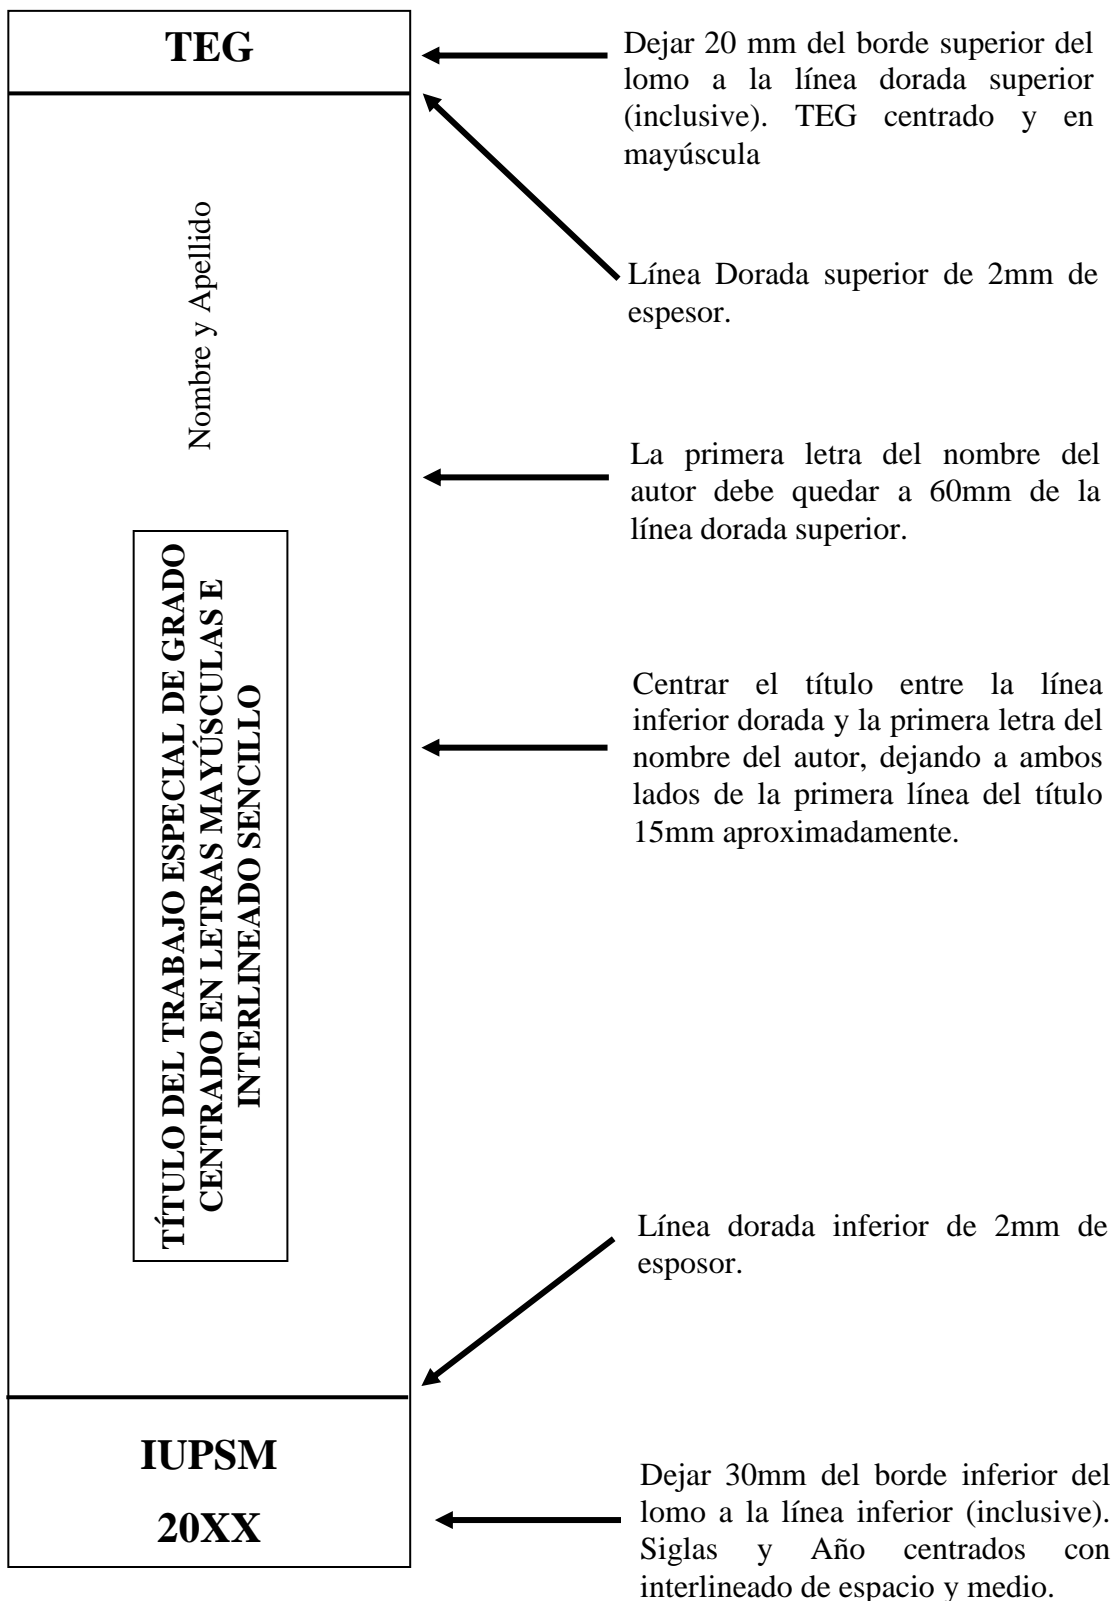 TEG
Dejar 20 mm del borde superior del
lomo a la línea dorada superior
(inclusive). TEG centrado y en
mayúscula
Nombre y Apellido
Línea Dorada superior de 2mm de
espesor.
La primera letra del nombre del
autor debe quedar a 60mm de la
línea dorada superior.
TÍTULO DEL TRABAJO ESPECIAL DE GRADO
CENTRADO EN LETRAS MAYÚSCULAS E
INTERLINEADO SENCILLO
Centrar el título entre la línea
inferior dorada y la primera letra del
nombre del autor, dejando a ambos
lados de la primera línea del título
15mm aproximadamente.
Línea dorada inferior de 2mm de
esposor.
IUPSM
20XX
Dejar 30mm del borde inferior del
lomo a la línea inferior (inclusive).
Siglas y Año centrados con
interlineado de espacio y medio.